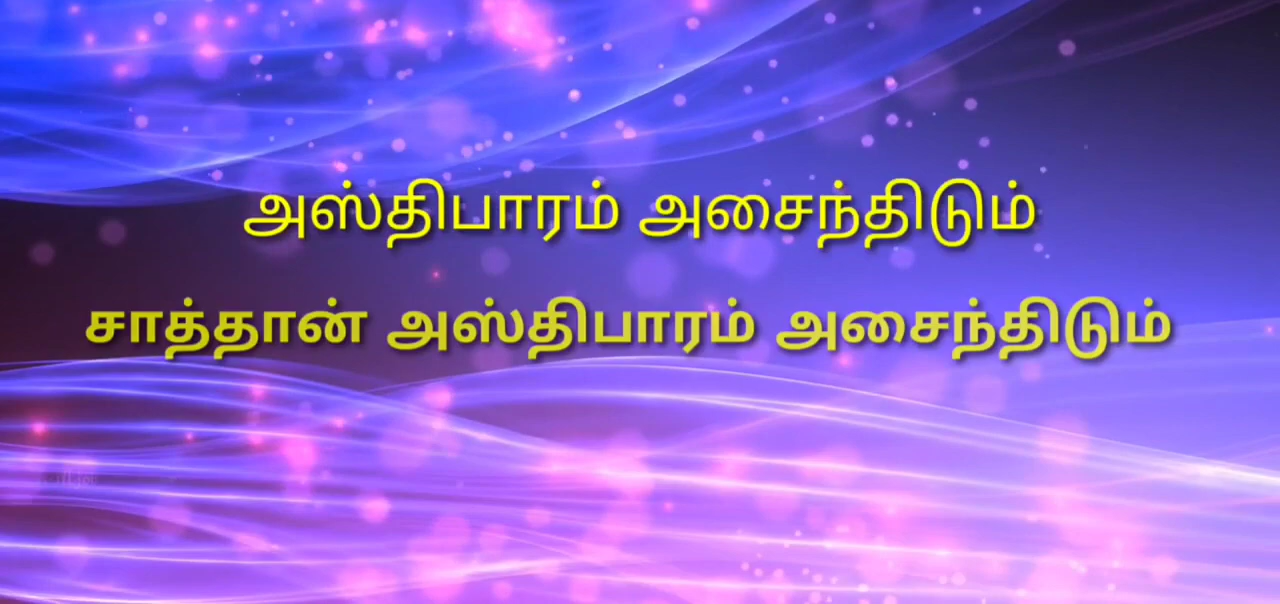 அஸ்திபாரம் அசைந்திடும்
சாத்தான் அஸ்திபாரம் அசைந்திடும்